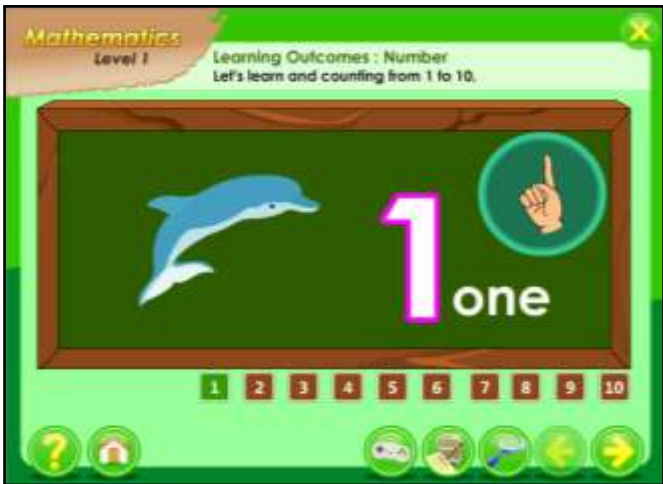 Mathematics
Level 1
Learning Outcomes : Number
Let's learn and counting from 1 to 10.
1
one
1 2 3 4 5 6 7 8 9 10